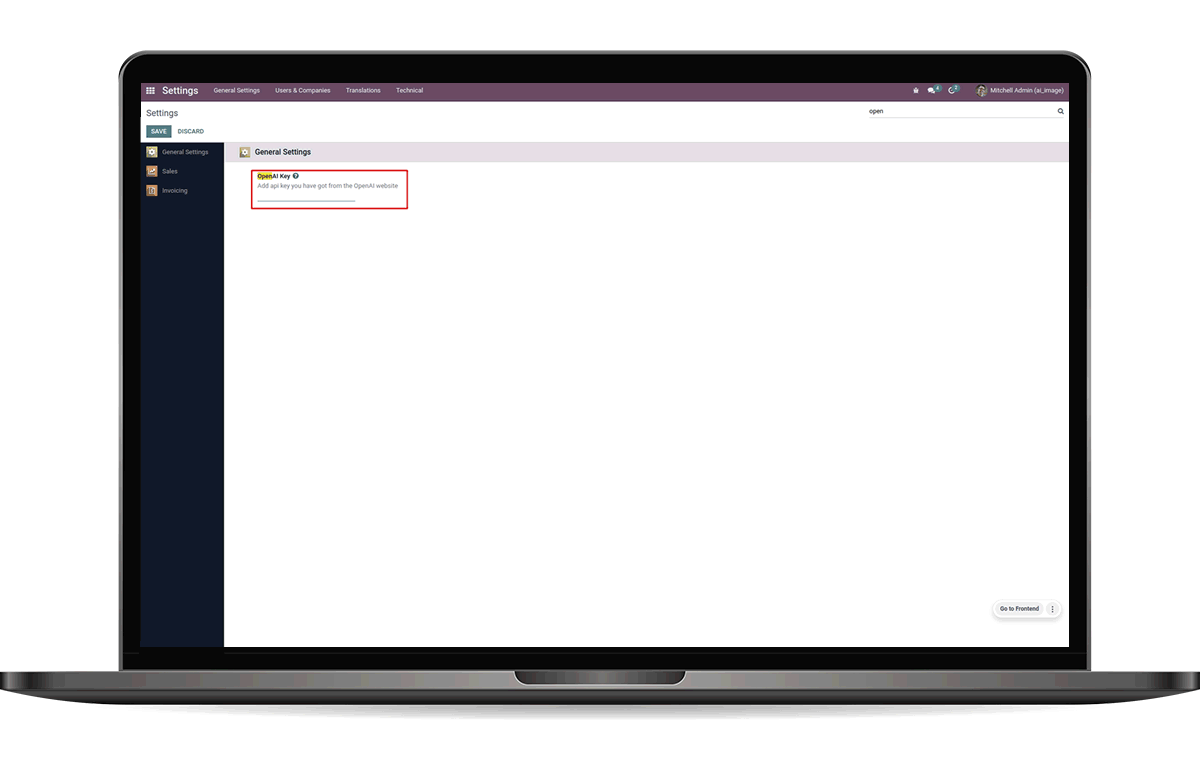 Settings General Settings Users & Companies Translations Technical 4 2 Mitchell Admin (ai_image)
Settings open
SAVE DISCARD
General Settings General Settings
Sales
Invoicing
OpenAI Key ?
Add api key you have got from the OpenAI website
Go to Frontend